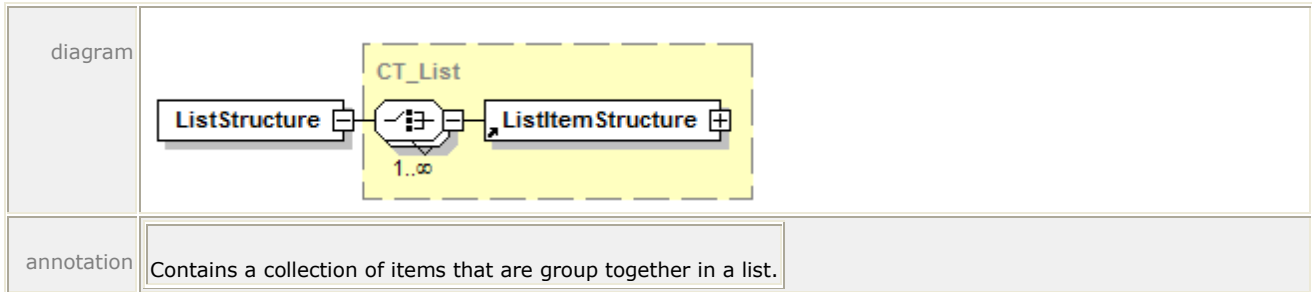 diagram
CT_List
ListStructure
ListItemStructure
1..∞
annotation
Contains a collection of items that are group together in a list.